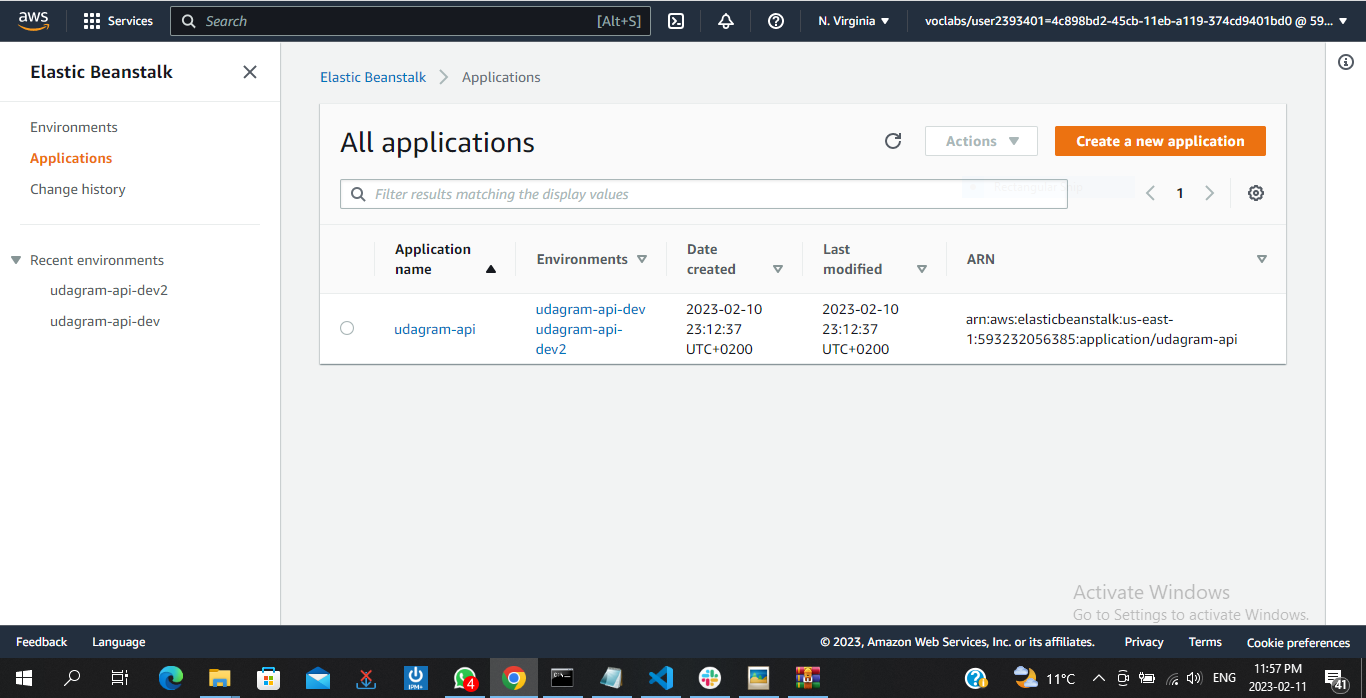 aws
Services
Search
[Alt+S]
N. Virginia
voclabs/user2393401=4c898bd2-45cb-11eb-a119-374cd9401bd0 @ 59...
Elastic Beanstalk
Environments
Applications
Change history
Recent environments
udagram-api-dev2
udagram-api-dev
Elastic Beanstalk
Applications
All applications
Actions
Create a new application
Filter results matching the display values
1
Application
name
Environments
Date
created
Last
modified
ARN
udagram-api
udagram-api-dev
udagram-api-
dev2
2023-02-10
23:12:37
UTC+0200
2023-02-10
23:12:37
UTC+0200
arn:aws:elasticbeanstalk:us-east-
1:593232056385:application/udagram-api
Activate Windows
Go to Settings to activate Windows.
Feedback
Language
© 2023, Amazon Web Services, Inc. or its affiliates.
Privacy
Terms
Cookie preferences
IPM+
4
11°C
ENG
11:57 PM
2023-02-11
41